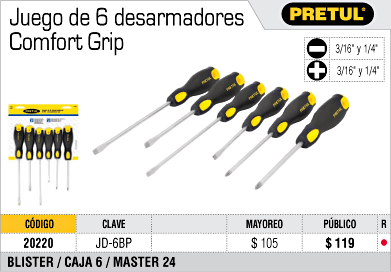 Juego de 6 desarmadores
Comfort Grip
PRETUL®
3/16" y 1/4"
3/16" y 1/4"
PRETUL
CÓDIGO CLAVE MAYOREO PÚBLICO R
20220 JD-6BP $ 105 $ 119
BLISTER / CAJA 6 / MASTER 24